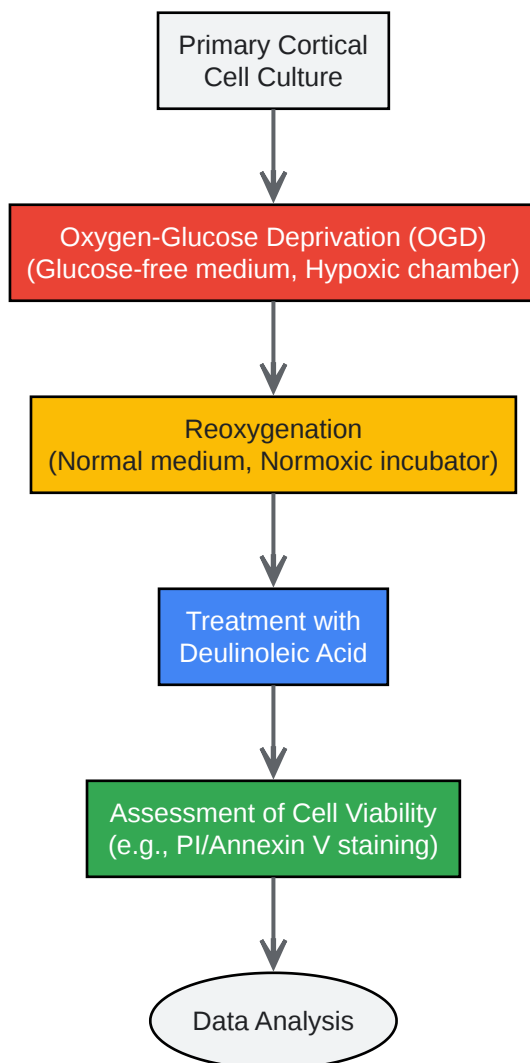 Primary Cortical
Cell Culture
Oxygen-Glucose Deprivation (OGD)
(Glucose-free medium, Hypoxic chamber)
Reoxygenation
(Normal medium, Normoxic incubator)
Treatment with
Deulinoleic Acid
Assessment of Cell Viability
(e.g., PI/Annexin V staining)
Data Analysis